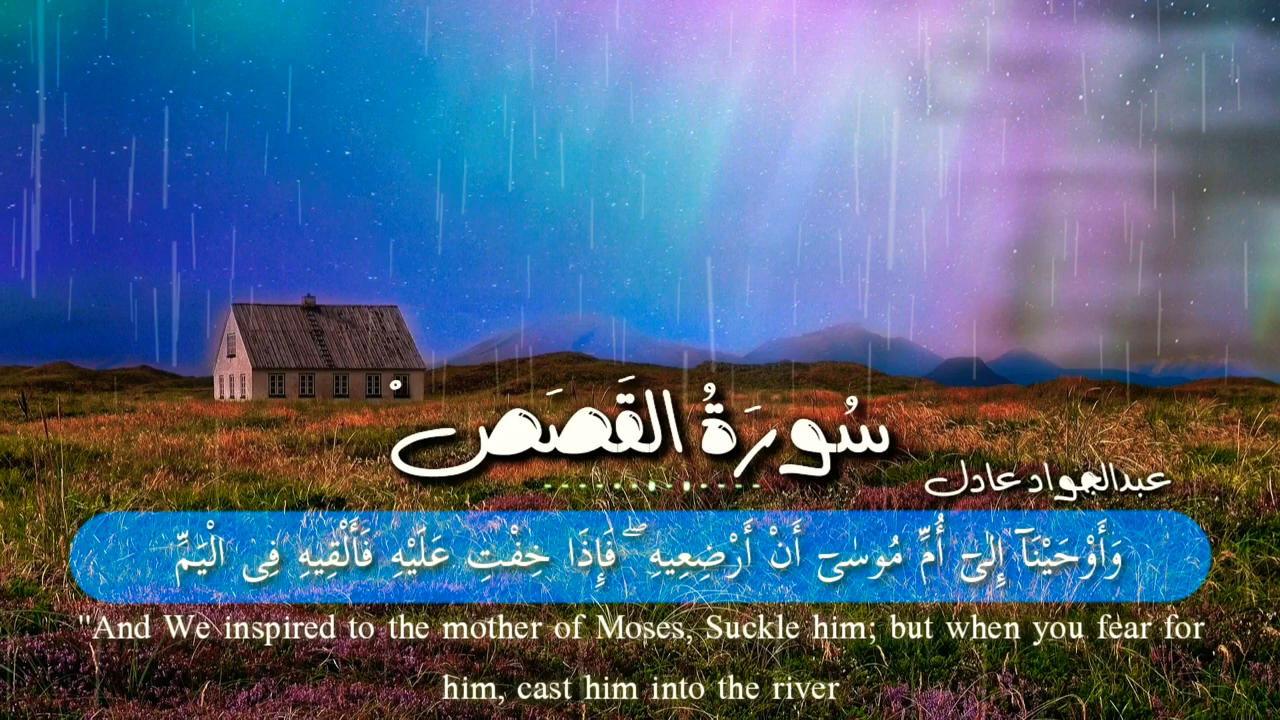 سُورَةُ القَصَصَ
عبدالجواد عادل
وَأَوْحَيْنَآ إِلٰىٓ أُمِّ مُوسٰىٓ أَنْ أَرْضِعِيهِ ۖ فَإِذَا خِفْتِ عَلَيْهِ فَأَلْقِيهِ فِى الْيَمِّ
"And We inspired to the mother of Moses, Suckle him; but when you fear for
him, cast him into the river